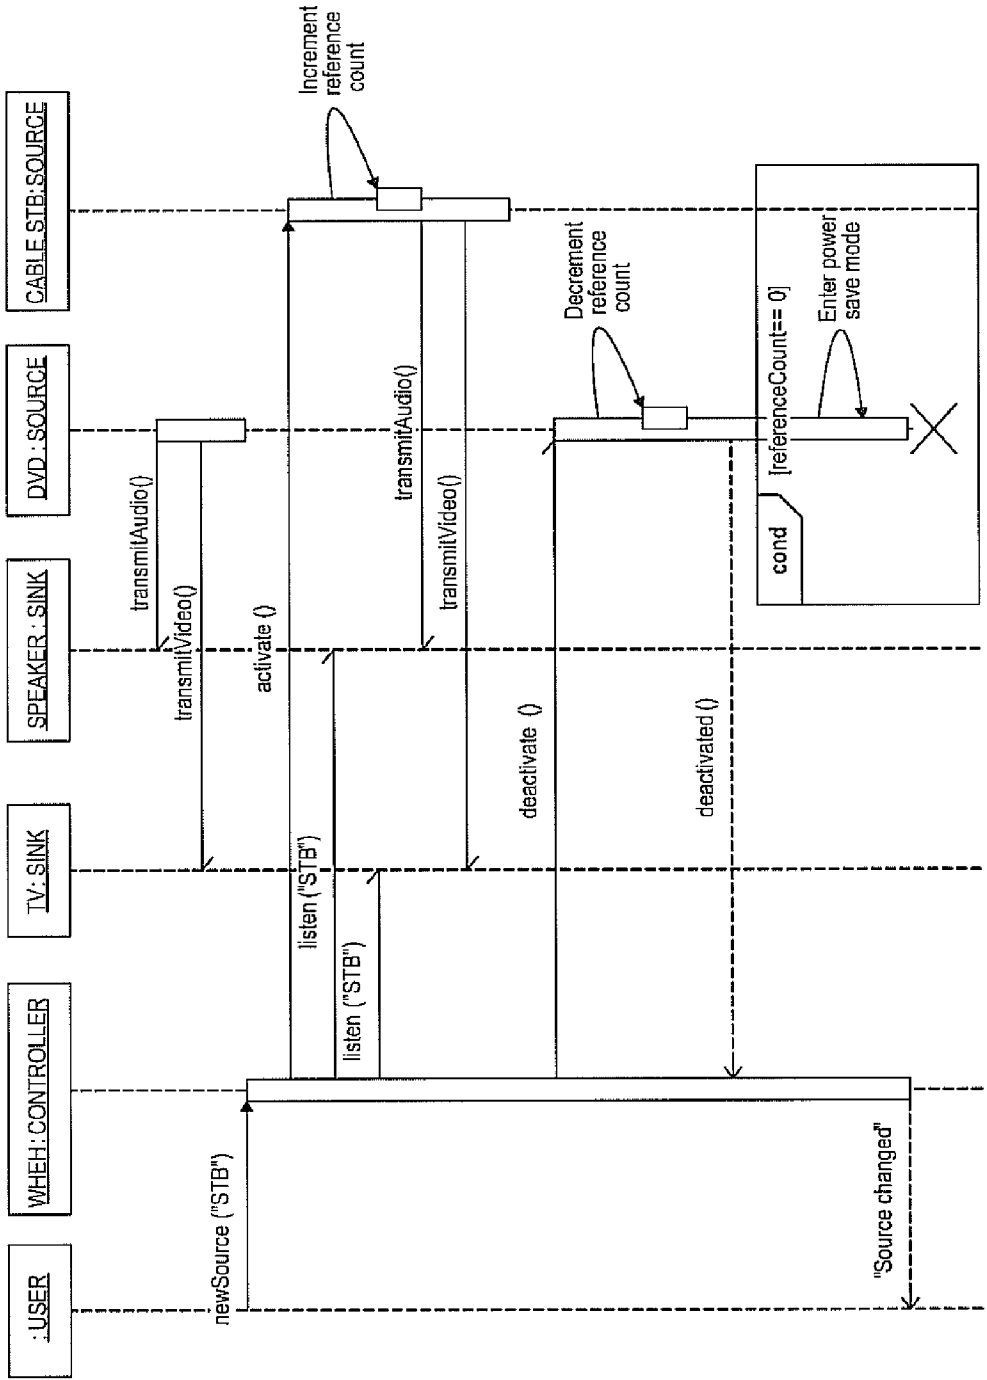 :USER
WHEH:CONTROLLER
TV:SINK
SPEAKER:SINK
DVD:SOURCE
CABLE STB:SOURCE
transmitAudio()
transmitVideo()
newSource ("STB")
activate ()
Increment
reference
count
listen ("STB")
listen ("STB")
transmitAudio()
transmitVideo()
deactivate ()
Decrement
reference
count
deactivated ()
cond
[referenceCount== 0]
Enter power
save mode
"Source changed"